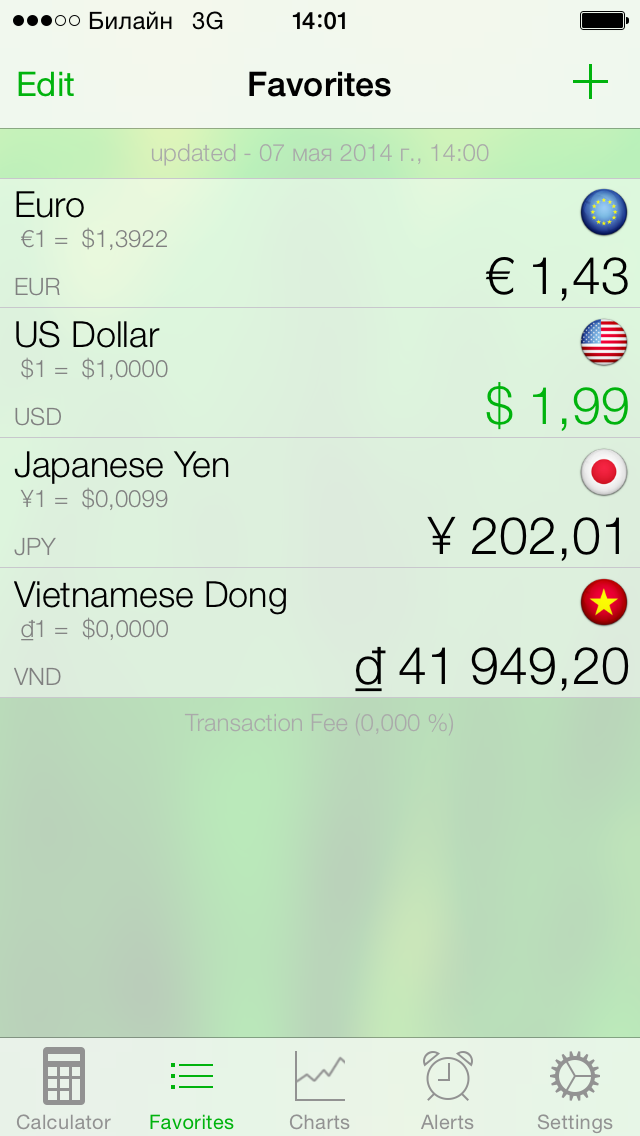 Билайн 3G 14:01
Edit Favorites +
updated - 07 мая 2014 г., 14:00
Euro
€1 = $1,3922
EUR € 1,43
US Dollar
$1 = $1,0000
USD $ 1,99
Japanese Yen
¥1 = $0,0099
JPY ¥ 202,01
Vietnamese Dong
₫1 = $0,0000
VND ₫ 41 949,20
Transaction Fee (0,000 %)
Calculator Favorites Charts Alerts Settings